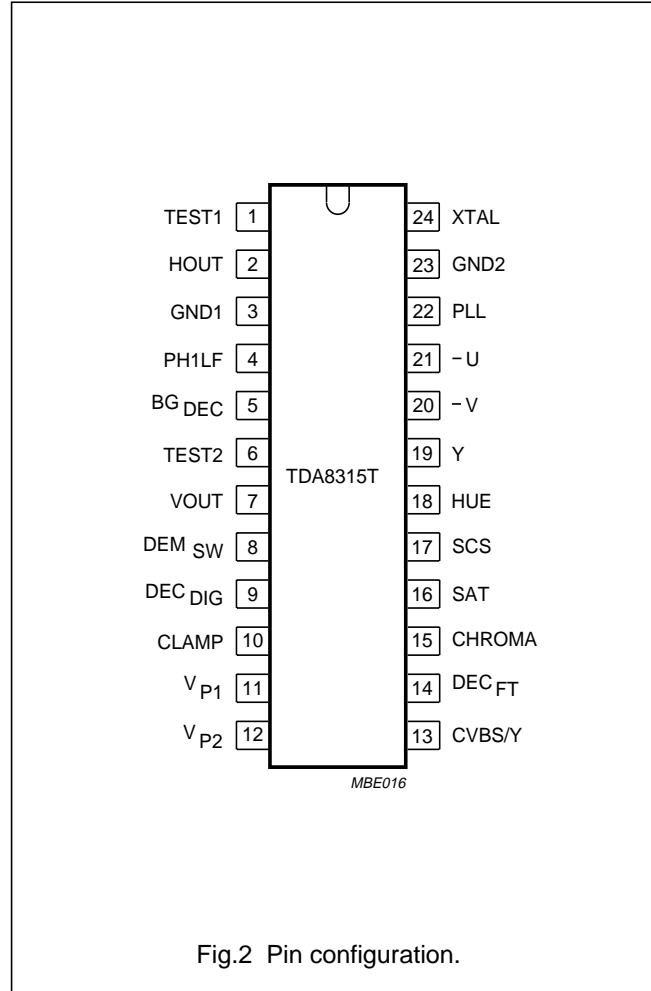 TEST1 1 24 XTAL
HOUT 2 23 GND2
GND1 3 22 PLL
PH1LF 4 21 −U
BG DEC 5 20 −V
TEST2 6 19 Y
TDA8315T
VOUT 7 18 HUE
DEM SW 8 17 SCS
DEC DIG 9 16 SAT
CLAMP 10 15 CHROMA
V P1 11 14 DEC FT
V P2 12 13 CVBS/Y
MBE016
Fig.2 Pin configuration.